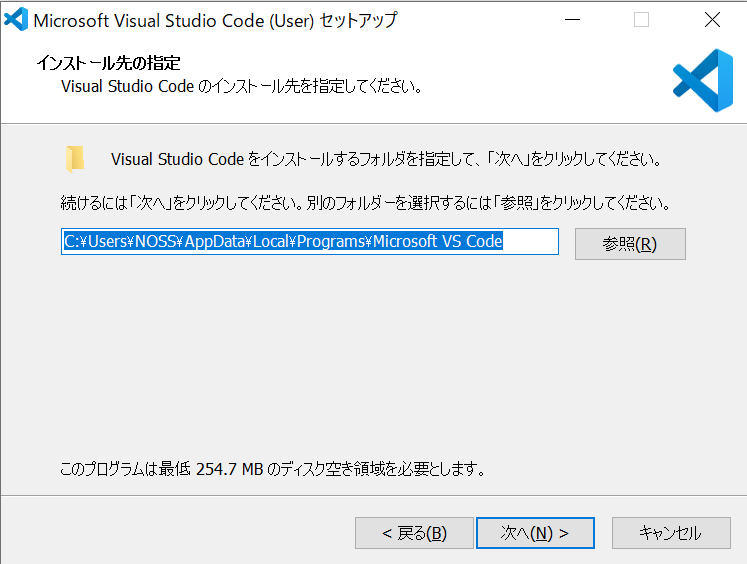 Microsoft Visual Studio Code (User) セットアップ
インストール先の指定
Visual Studio Code のインストール先を指定してください。
Visual Studio Code をインストールするフォルダを指定して、「次へ」をクリックしてください。
続けるには「次へ」をクリックしてください。別のフォルダーを選択するには「参照」をクリックしてください。
C:¥Users¥NOSS¥AppData¥Local¥Programs¥Microsoft VS Code
参照(R)
このプログラムは最低 254.7 MB のディスク空き領域を必要とします。
< 戻る(B)
次へ(N) >
キャンセル